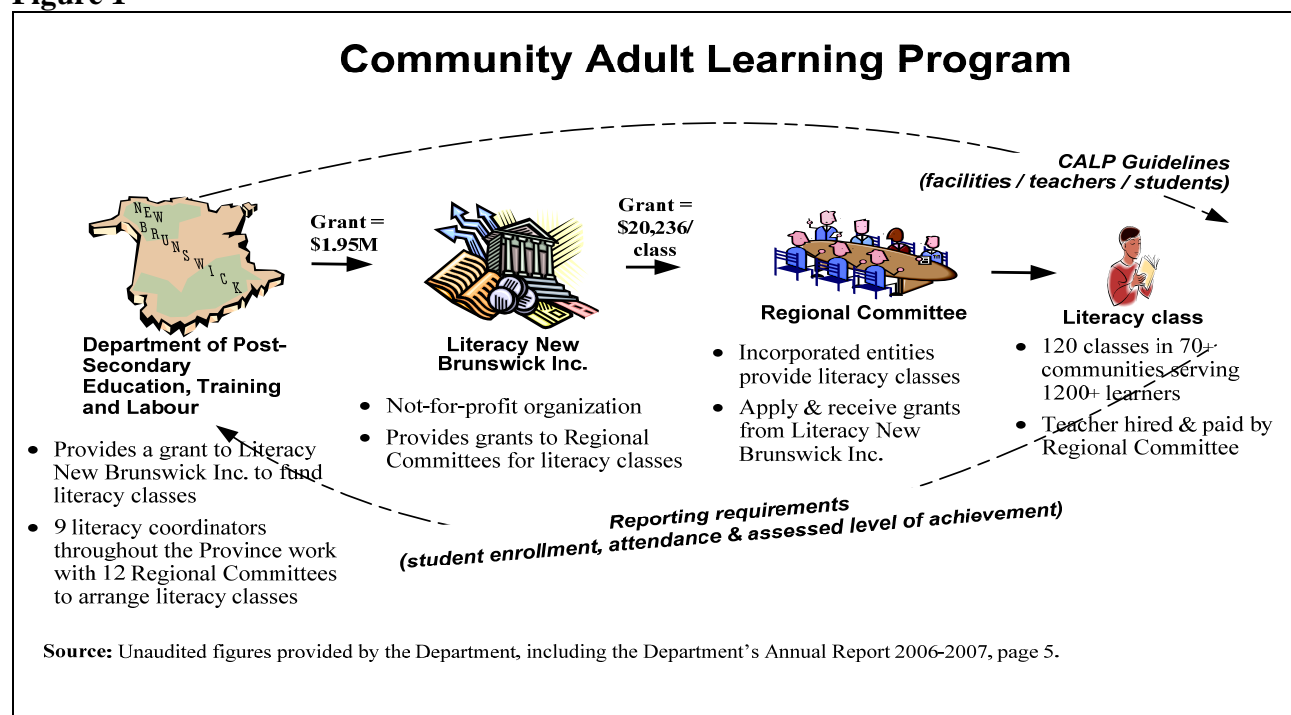 Figure 1
Community Adult Learning Program
CALP Guidelines
(facilities / teachers / students)
NEW
BRUNSWICK
Grant =
$1.95M
Grant =
$20,236/
class
Department of Post-
Secondary
Education, Training
and Labour
• Provides a grant to Literacy
New Brunswick Inc. to fund
literacy classes
• 9 literacy coordinators
throughout the Province work
with 12 Regional Committees
to arrange literacy classes
Literacy New
Brunswick Inc.
• Not-for-profit organization
• Provides grants to Regional
Committees for literacy classes
Regional Committee
• Incorporated entities
provide literacy classes
• Apply & receive grants
from Literacy New
Brunswick Inc.
Literacy class
• 120 classes in 70+
communities serving
1200+ learners
• Teacher hired & paid by
Regional Committee
Reporting requirements
(student enrollment, attendance & assessed level of achievement)
Source: Unaudited figures provided by the Department, including the Department’s Annual Report 2006-2007, page 5.